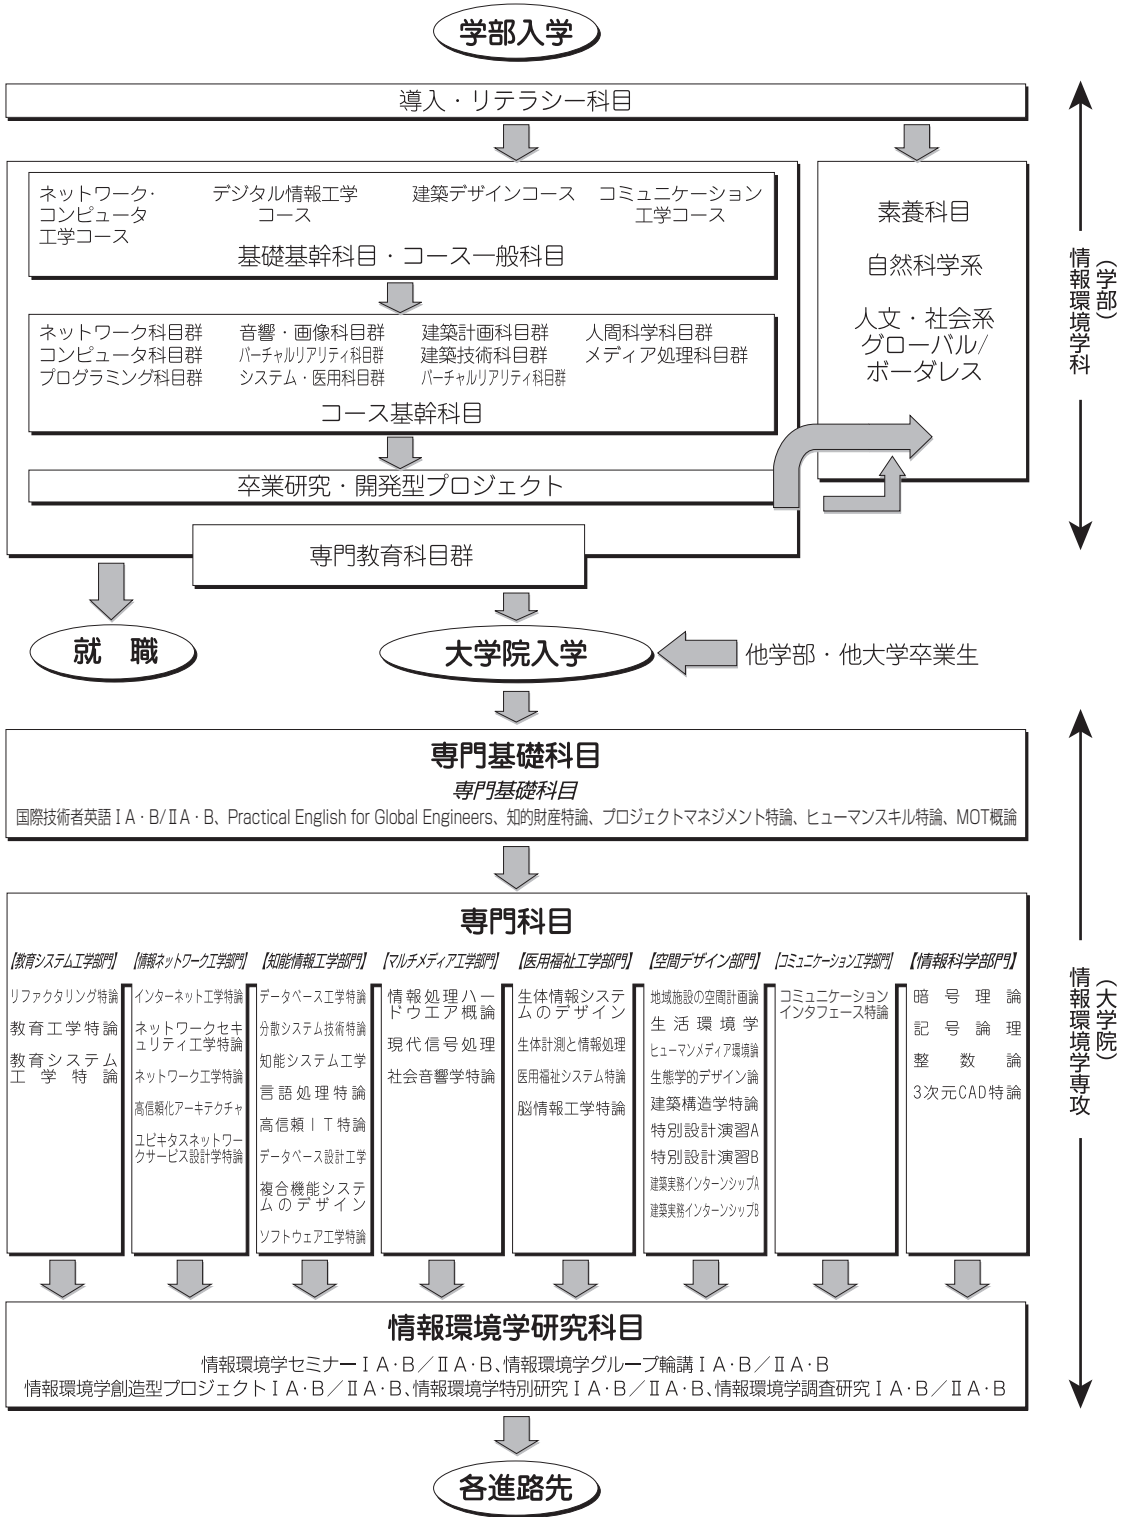 学部入学
導入・リテラシー科目
ネットワーク・
コンピュータ
工学コース
デジタル情報工学
コース
建築デザインコース
コミュニケーション
工学コース
基礎基幹科目・コース一般科目
ネットワーク科目群
コンピュータ科目群
プログラミング科目群
音響・画像科目群
バーチャルリアリティ科目群
システム・医用科目群
建築計画科目群
建築技術科目群
バーチャルリアリティ科目群
人間科学科目群
メディア処理科目群
コース基幹科目
卒業研究・開発型プロジェクト
専門教育科目群
素養科目
自然科学系
人文・社会系
グローバル/
ボーダレス
(学部)
情報環境学科
就　職
大学院入学
他学部・他大学卒業生
専門基礎科目
専門基礎科目
国際技術者英語ⅠA・B/ⅡA・B、Practical English for Global Engineers、知的財産特論、プロジェクトマネジメント特論、ヒューマンスキル特論、MOT概論
専門科目
【教育システム工学部門】
リファクタリング特論
教育工学特論
教育システム
工学特論
【情報ネットワーク工学部門】
インターネット工学特論
ネットワークセキ
ュリティ工学特論
ネットワーク工学特論
高信頼化アーキテクチャ
ユビキタスネットワー
クサービス設計学特論
【知能情報工学部門】
データベース工学特論
分散システム技術特論
知能システム工学
言語処理特論
高信頼IT特論
データベース設計工学
複合機能システ
ムのデザイン
ソフトウェア工学特論
【マルチメディア工学部門】
情報処理ハー
ドウエア概論
現代信号処理
社会音響学特論
【医用福祉工学部門】
生体情報システ
ムのデザイン
生体計測と情報処理
医用福祉システム特論
脳情報工学特論
【空間デザイン部門】
地域施設の空間計画論
生活環境学
ヒューマンメディア環境論
生態学的デザイン論
建築構造学特論
特別設計演習A
特別設計演習B
建築実務インターンシップA
建築実務インターンシップB
【コミュニケーション工学部門】
コミュニケーション
インタフェース特論
【情報科学部門】
暗号理論
記号論理
整数論
3次元CAD特論
(大学院)
情報環境学専攻
情報環境学研究科目
情報環境学セミナーⅠA・B／ⅡA・B、情報環境学グループ輪講ⅠA・B／ⅡA・B
情報環境学創造型プロジェクトⅠA・B／ⅡA・B、情報環境学特別研究ⅠA・B／ⅡA・B、情報環境学調査研究ⅠA・B／ⅡA・B
各進路先